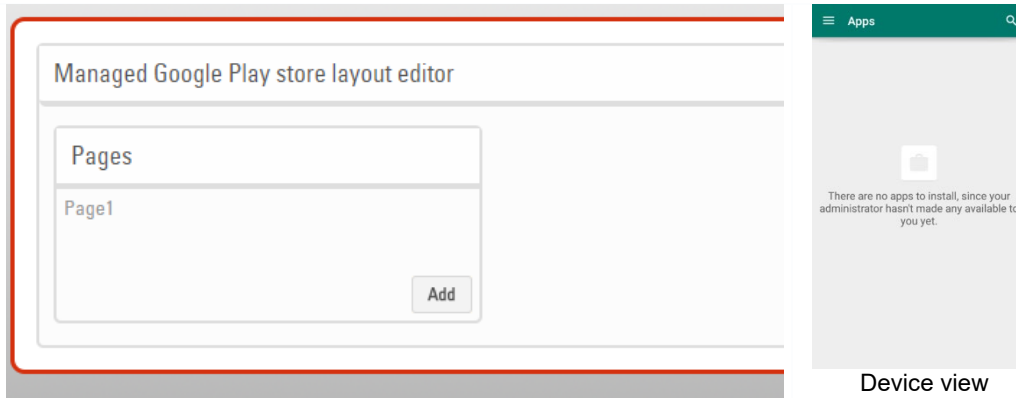 Managed Google Play store layout editor
Pages
Page1
Add
Apps
There are no apps to install, since your
administrator hasn't made any available to
you yet.
Device view